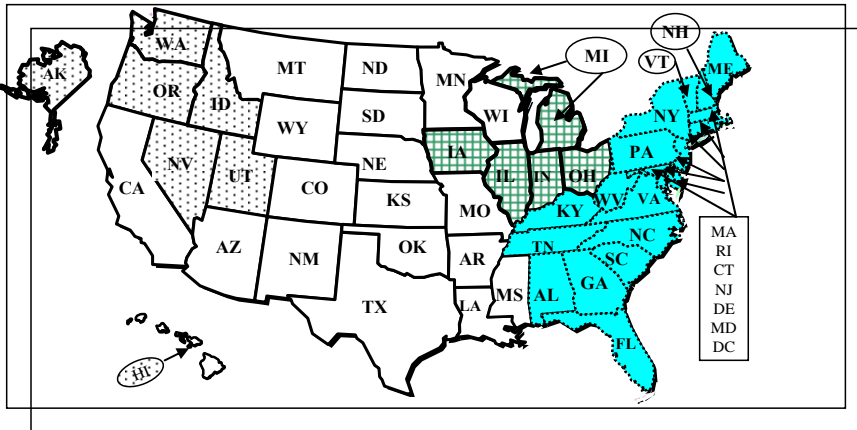 NH
MI
VT
WA
AK
MT
ND
MN
ME
OR
ID
WI
NY
SD
WY
IA
PA
NV
UT
NE
IL
IN
OH
CA
CO
KS
MO
KY
WV
VA
AZ
NM
OK
AR
TN
NC
SC
TX
LA
MS
AL
GA
FL
HI
MA
RI
CT
NJ
DE
MD
DC